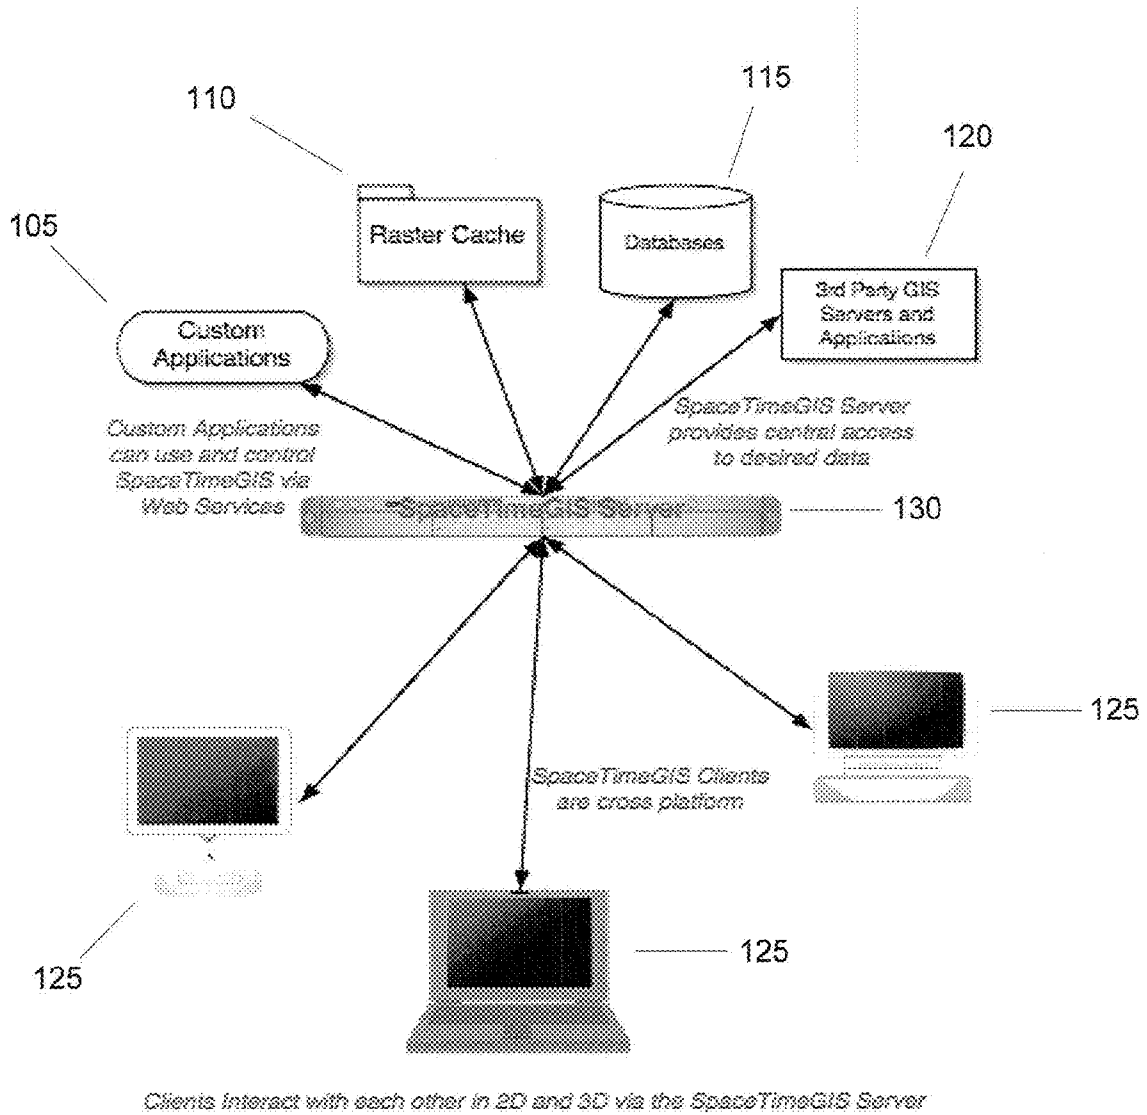 115
110
120
105
Raster Cache
Databases
3rd Party GIS
Servers and
Applications
Custom
Applications
SpaceTimeGIS Server
provides central access
to desired data
Custom Applications
can use and control
SpaceTimeGIS via
Web Services
SpaceTimeGIS Server
130
125
SpaceTimeGIS Clients
are cross platform
125
125
Clients Interact with each other in 2D and 3D via the SpaceTimeGIS Server